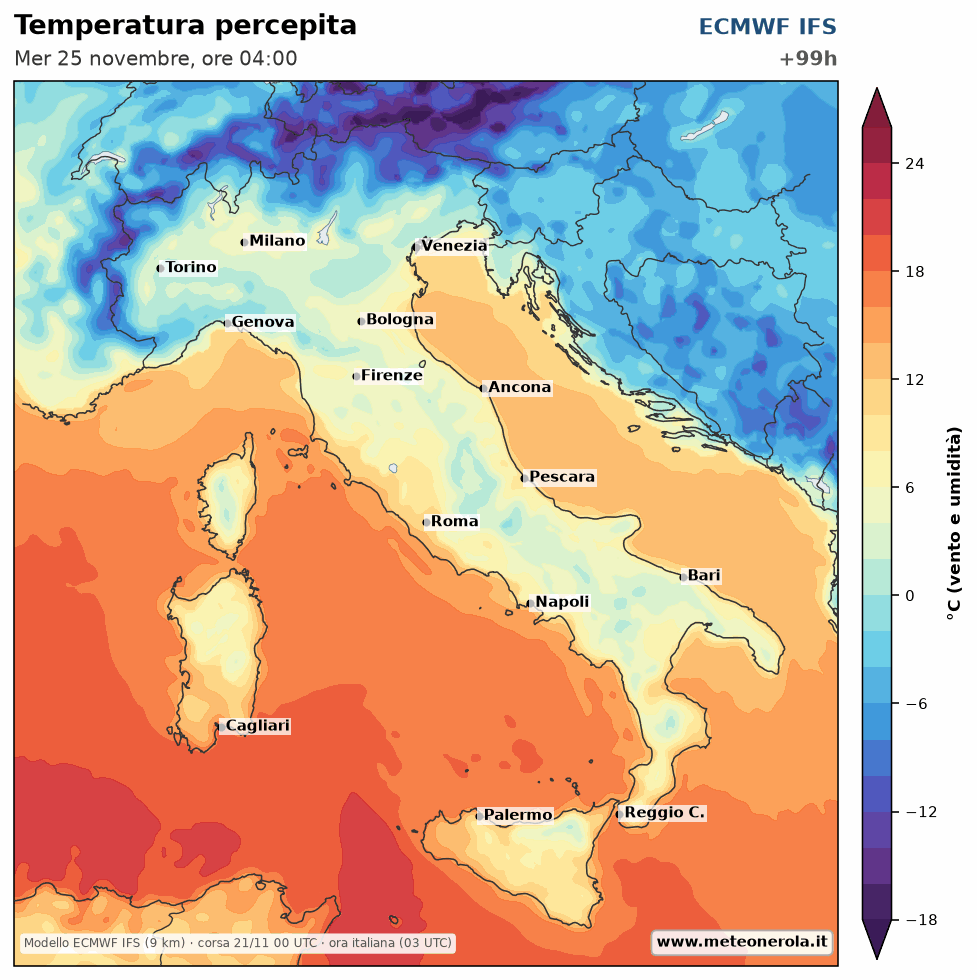 Temperatura percepita
ECMWF IFS
Mer 25 novembre, ore 04:00
+99h
Milano
Venezia
Torino
Genova
Bologna
Firenze
Ancona
Pescara
Roma
Bari
Napoli
Cagliari
Palermo
Reggio C.
24
18
12
6
0
−6
−12
−18
°C (vento e umidità)
Modello ECMWF IFS (9 km) · corsa 21/11 00 UTC · ora italiana (03 UTC)
www.meteonerola.it